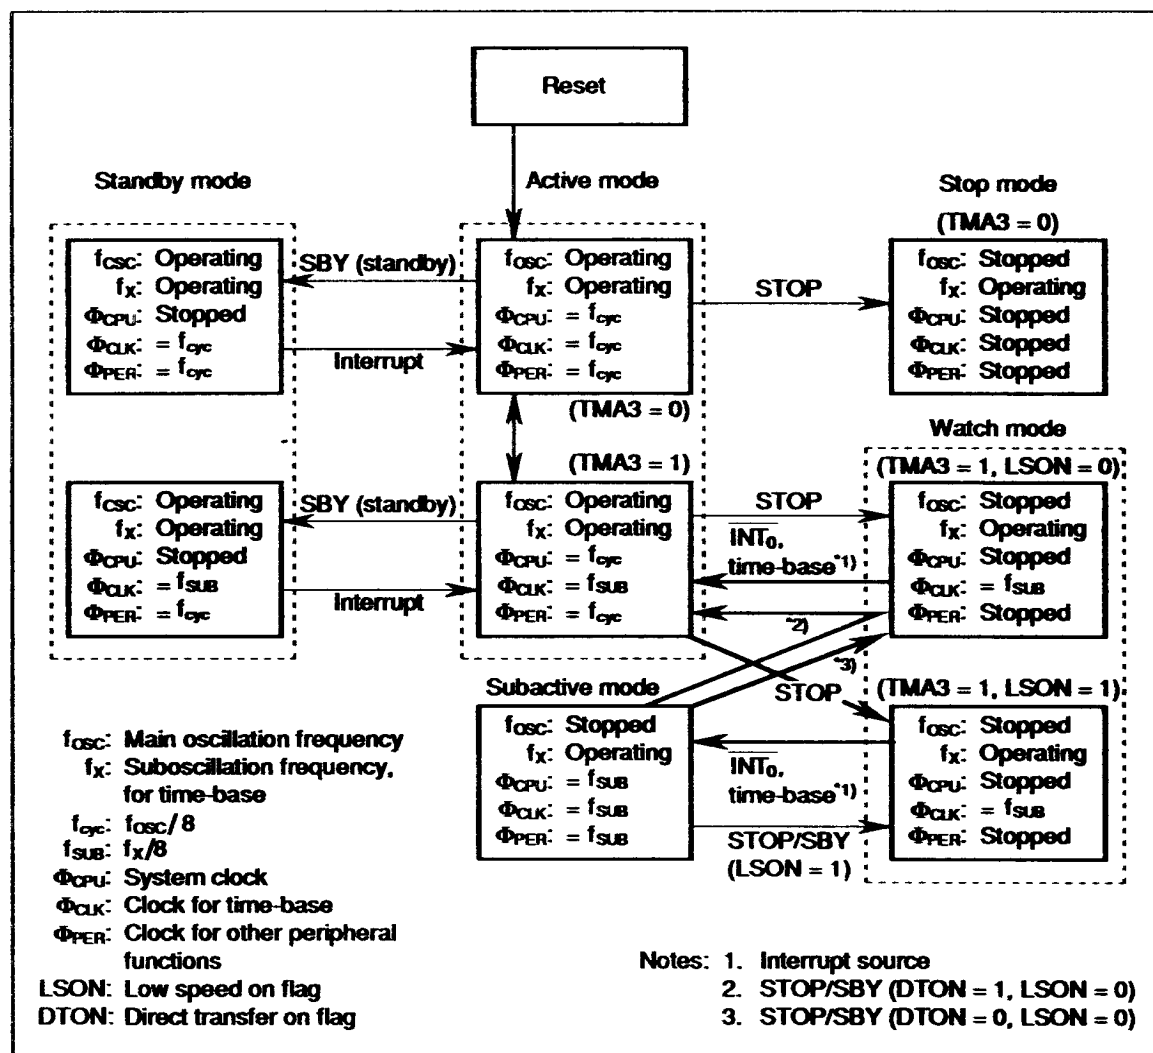 Reset
Standby mode
Active mode
Stop mode
(TMA3 = 0)
fCSC: Operating
fX: Operating
ΦCPU: Stopped
ΦCLK: = fcyc
ΦPER: = fcyc
SBY (standby)
Interrupt
fOSC: Operating
fX: Operating
ΦCPU: = fcyc
ΦCLK: = fcyc
ΦPER: = fcyc
(TMA3 = 0)
STOP
fOSC: Stopped
fX: Operating
ΦCPU: Stopped
ΦCLK: Stopped
ΦPER: Stopped
Watch mode
(TMA3 = 1)
(TMA3 = 1, LSON = 0)
fCSC: Operating
fX: Operating
ΦCPU: Stopped
ΦCLK: = fSUB
ΦPER: = fcyc
SBY (standby)
Interrupt
fOSC: Operating
fX: Operating
ΦCPU: = fcyc
ΦCLK: = fSUB
ΦPER: = fcyc
STOP
INT0,
time-base*1)
*2)
*3)
fOSC: Stopped
fX: Operating
ΦCPU: Stopped
ΦCLK: = fSUB
ΦPER: Stopped
Subactive mode
STOP
(TMA3 = 1, LSON = 1)
fOSC: Stopped
fX: Operating
ΦCPU: = fSUB
ΦCLK: = fSUB
ΦPER: = fSUB
INT0,
time-base*1)
STOP/SBY
(LSON = 1)
fOSC: Stopped
fX: Operating
ΦCPU: Stopped
ΦCLK: = fSUB
ΦPER: Stopped
fOSC: Main oscillation frequency
fX: Suboscillation frequency,
for time-base
fcyc: fOSC/8
fSUB: fX/8
ΦCPU: System clock
ΦCLK: Clock for time-base
ΦPER: Clock for other peripheral
functions
LSON: Low speed on flag
DTON: Direct transfer on flag
Notes: 1. Interrupt source
2. STOP/SBY (DTON = 1, LSON = 0)
3. STOP/SBY (DTON = 0, LSON = 0)